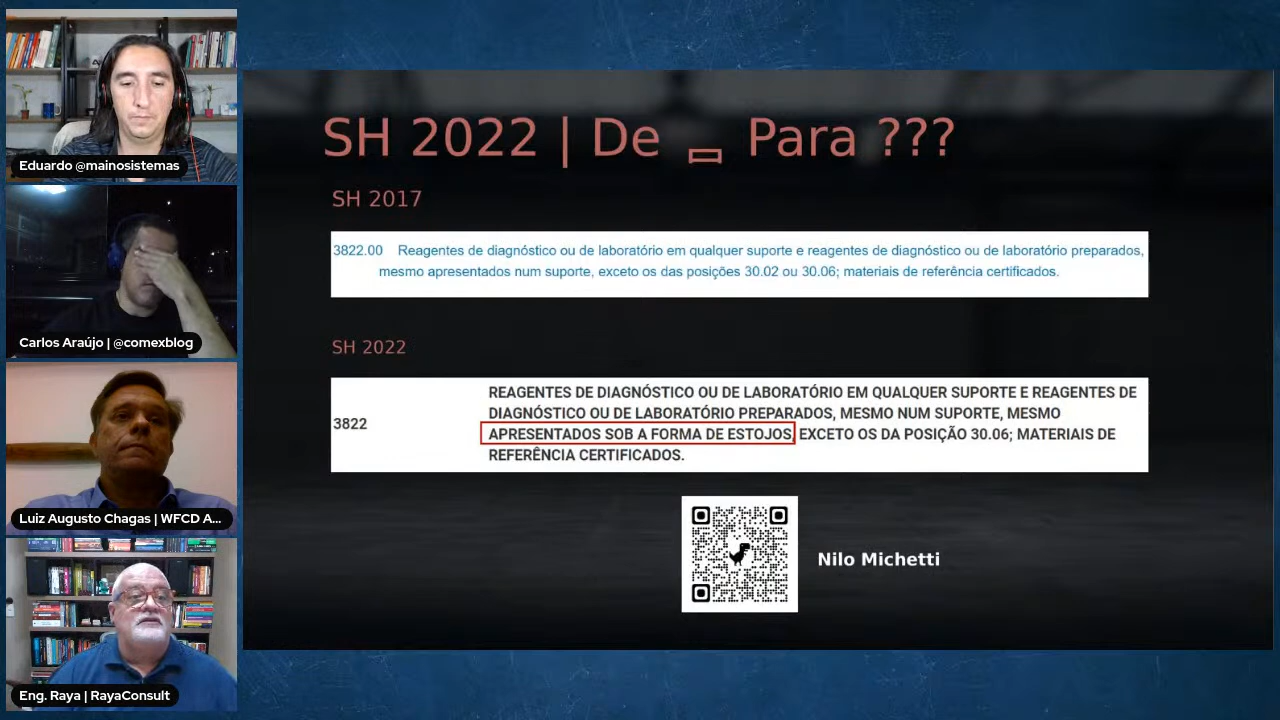 Eduardo @mainosistemas
Carlos Araújo | @comexblog
Luiz Augusto Chagas | WFCD A...
Eng. Raya | RayaConsult
SH 2022 | De _ Para ???
SH 2017
3822.00 Reagentes de diagnóstico ou de laboratório em qualquer suporte e reagentes de diagnóstico ou de laboratório preparados,
mesmo apresentados num suporte, exceto os das posições 30.02 ou 30.06; materiais de referência certificados.
SH 2022
3822
REAGENTES DE DIAGNÓSTICO OU DE LABORATÓRIO EM QUALQUER SUPORTE E REAGENTES DE
DIAGNÓSTICO OU DE LABORATÓRIO PREPARADOS, MESMO NUM SUPORTE, MESMO
APRESENTADOS SOB A FORMA DE ESTOJOS, EXCETO OS DA POSIÇÃO 30.06; MATERIAIS DE
REFERÊNCIA CERTIFICADOS.
Nilo Michetti